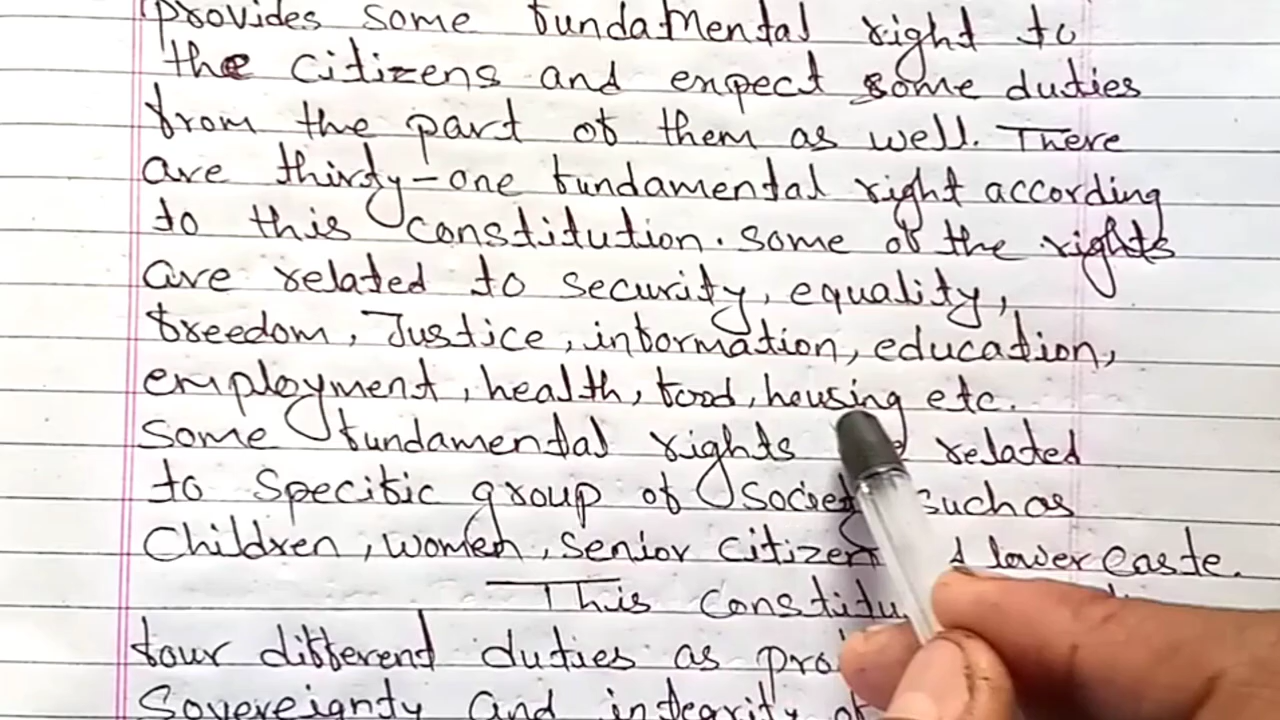 provides some fundamental right to
the citizens and expect some duties
from the part of them as well. There
are thirty-one fundamental right according
to this constitution. Some of the rights
are related to security, equality,
freedom, Justice, information, education,
employment, health, food, housing etc.
Some fundamental rights related
to specific group of such as
Children, women, senior & lower caste.
This
four different duties as
Sovereignty and integrity of